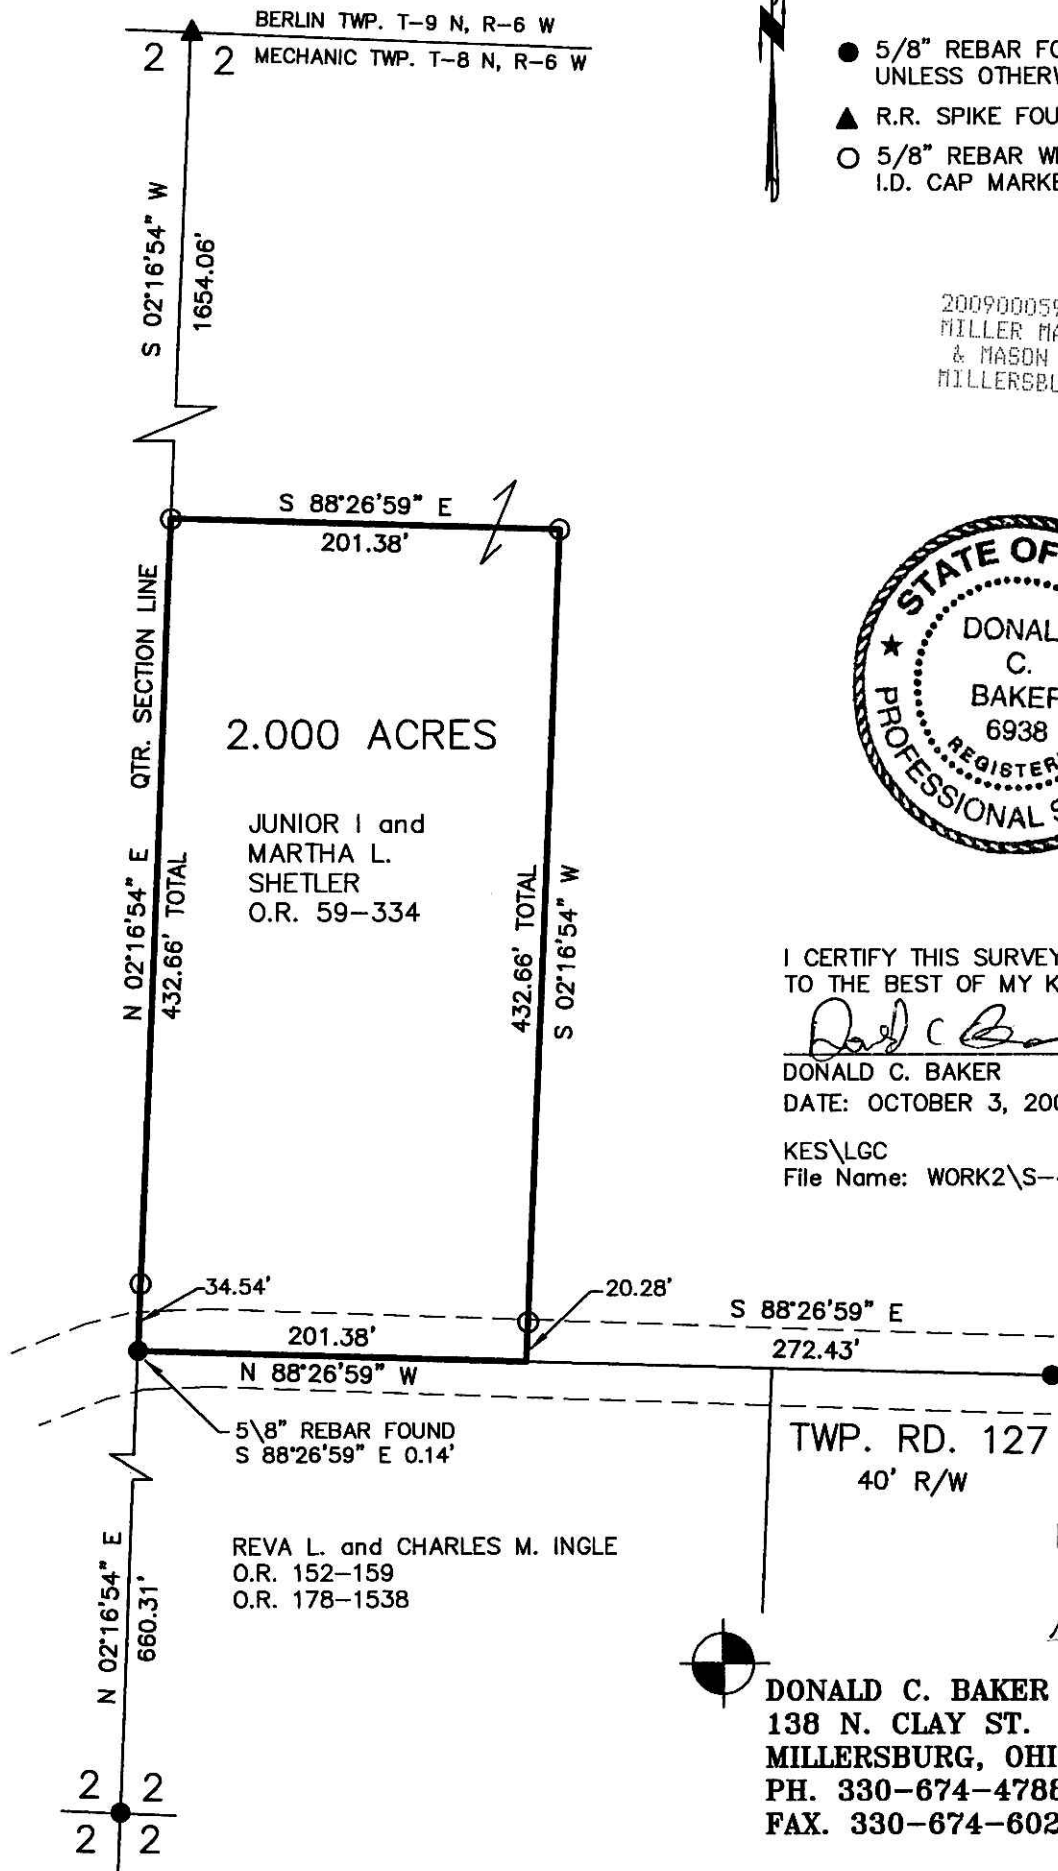 BERLIN TWP. T-9 N, R-6 W
2 2 MECHANIC TWP. T-8 N, R-6 W
● 5/8" REBAR FO
UNLESS OTHERW
▲ R.R. SPIKE FOU
○ 5/8" REBAR WI
I.D. CAP MARKE
S 02°16'54" W
1654.06'
200900059
MILLER MA
& MASON
MILLERSBU
S 88°26'59" E
201.38'
STATE OF
DONAL
C.
BAKER
6938
REGISTER
PROFESSIONAL S
N 02°16'54" E QTR. SECTION LINE
432.66' TOTAL
2.000 ACRES
JUNIOR I and
MARTHA L.
SHETLER
O.R. 59-334
432.66' TOTAL
S 02°16'54" W
I CERTIFY THIS SURVEY
TO THE BEST OF MY K
DONALD C. BAKER
DATE: OCTOBER 3, 200
KES\LGC
File Name: WORK2\S-
34.54'
20.28'
201.38'
N 88°26'59" W
S 88°26'59" E
272.43'
5\8" REBAR FOUND
S 88°26'59" E 0.14'
TWP. RD. 127
40' R/W
N 02°16'54" E
660.31'
REVA L. and CHARLES M. INGLE
O.R. 152-159
O.R. 178-1538
2 2
2 2
DONALD C. BAKER
138 N. CLAY ST.
MILLERSBURG, OHI
PH. 330-674-4788
FAX. 330-674-602